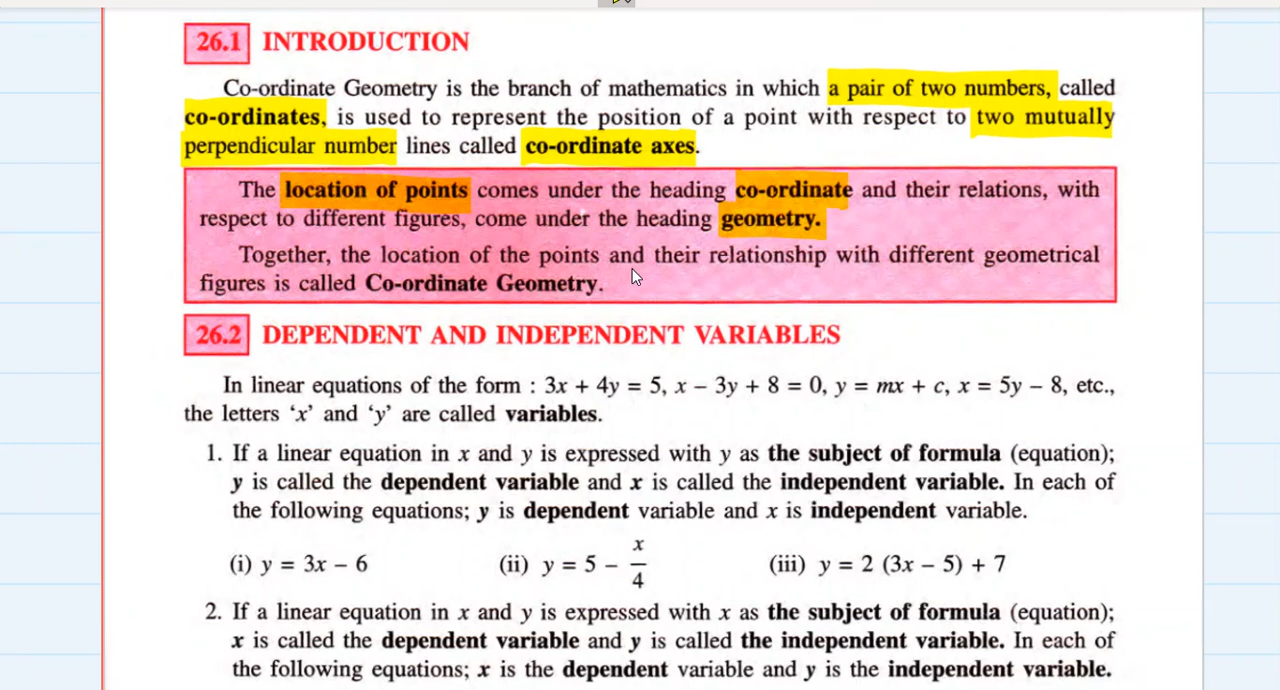 26.1 INTRODUCTION
Co-ordinate Geometry is the branch of mathematics in which a pair of two numbers, called
co-ordinates, is used to represent the position of a point with respect to two mutually
perpendicular number lines called co-ordinate axes.
The location of points comes under the heading co-ordinate and their relations, with
respect to different figures, come under the heading geometry.
Together, the location of the points and their relationship with different geometrical
figures is called Co-ordinate Geometry.
26.2 DEPENDENT AND INDEPENDENT VARIABLES
In linear equations of the form : 3x + 4y = 5, x – 3y + 8 = 0, y = mx + c, x = 5y – 8, etc.,
the letters ‘x’ and ‘y’ are called variables.
1. If a linear equation in x and y is expressed with y as the subject of formula (equation);
y is called the dependent variable and x is called the independent variable. In each of
the following equations; y is dependent variable and x is independent variable.
(i) y = 3x – 6 (ii) y = 5 – x/4 (iii) y = 2 (3x – 5) + 7
2. If a linear equation in x and y is expressed with x as the subject of formula (equation);
x is called the dependent variable and y is called the independent variable. In each of
the following equations; x is the dependent variable and y is the independent variable.